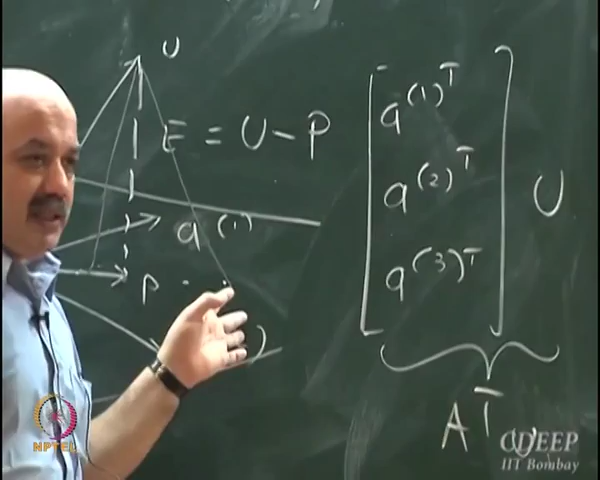 U
E = U - P
a^(1)
P
a^(1)T
a^(2)T
a^(3)T
U
A^T U
NPTEL
CDEEP
IIT Bombay